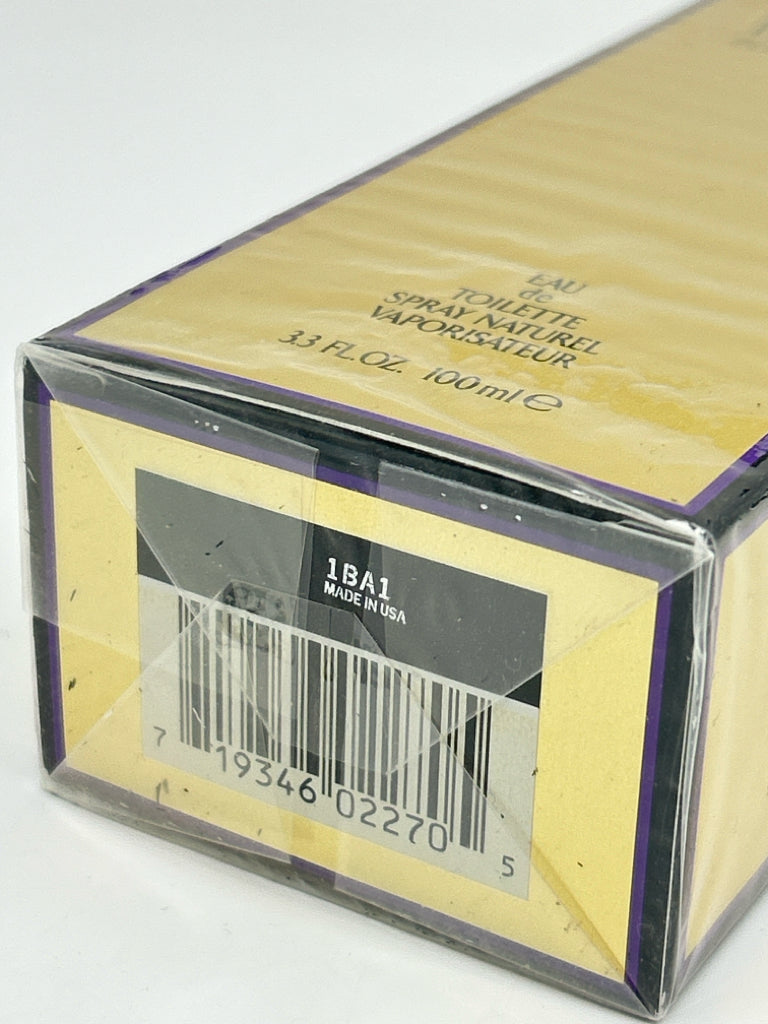 EAU
de
TOILETTE
SPRAY NATUREL
VAPORISATEUR
3.3 FL.OZ. 100 ml e
1BA1
MADE IN USA
7 19346 02270 5